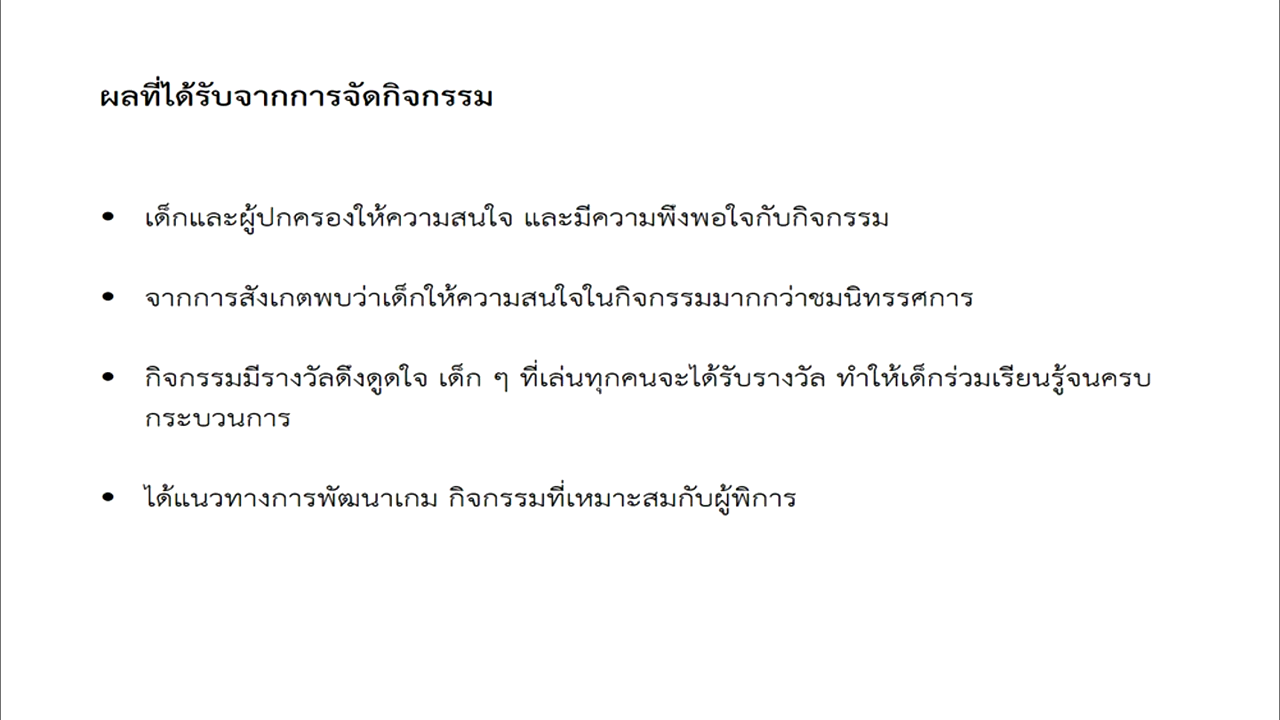 ผลที่ได้รับจากการจัดกิจกรรม
• เด็กและผู้ปกครองให้ความสนใจ และมีความพึงพอใจกับกิจกรรม
• จากการสังเกตพบว่าเด็กให้ความสนใจในกิจกรรมมากกว่าชมนิทรรศการ
• กิจกรรมมีรางวัลดึงดูดใจ เด็ก ๆ ที่เล่นทุกคนจะได้รับรางวัล ทำให้เด็กร่วมเรียนรู้จนครบ
กระบวนการ
• ได้แนวทางการพัฒนาเกม กิจกรรมที่เหมาะสมกับผู้พิการ